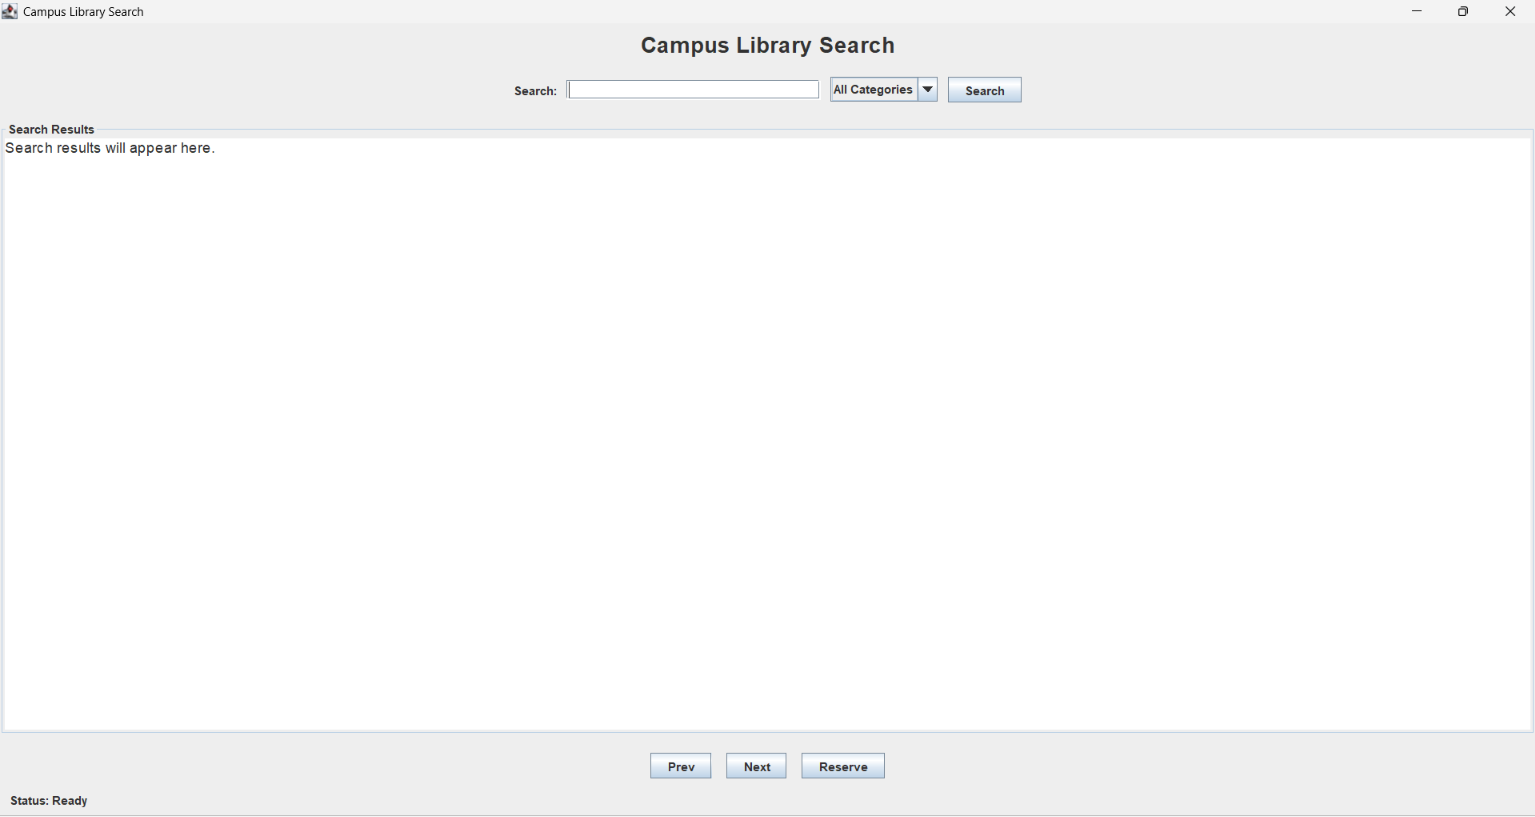 Campus Library Search
Campus Library Search
Search: All Categories Search
Search Results
Search results will appear here.
Prev Next Reserve
Status: Ready